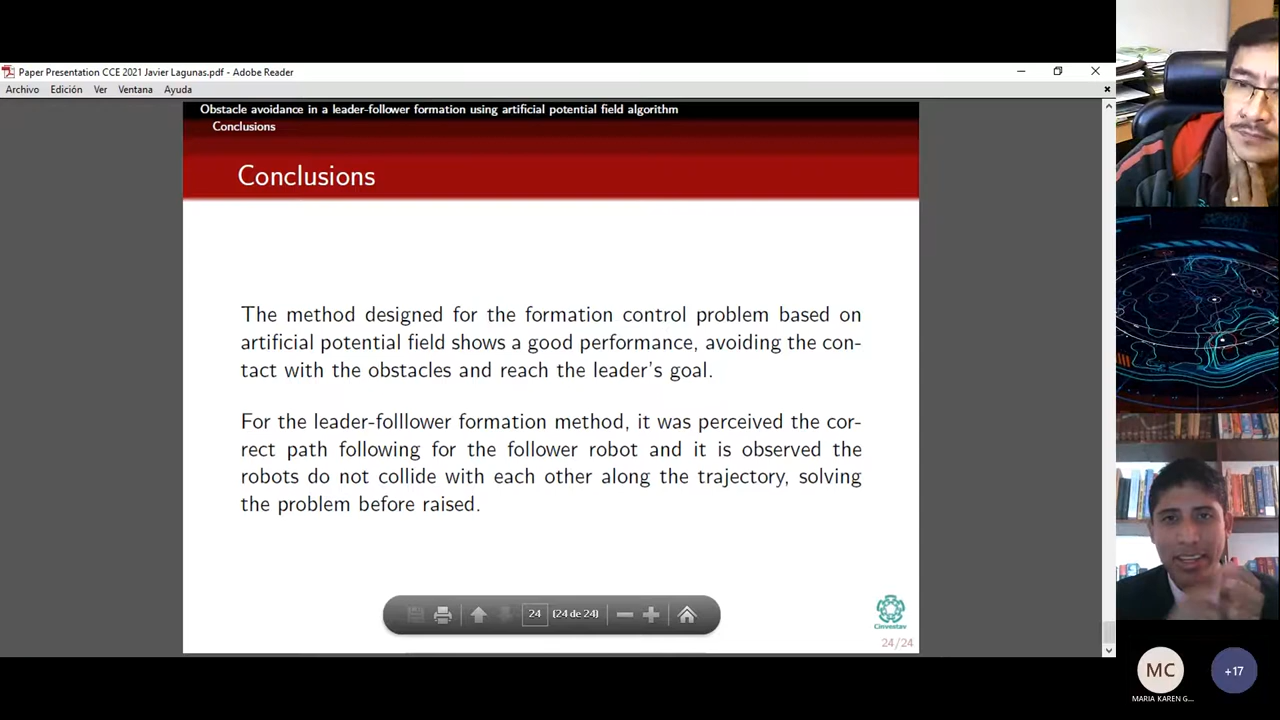 Paper Presentation CCE 2021 Javier Lagunas.pdf - Adobe Reader
Archivo Edición Ver Ventana Ayuda
Obstacle avoidance in a leader-follower formation using artificial potential field algorithm
Conclusions
Conclusions
The method designed for the formation control problem based on
artificial potential field shows a good performance, avoiding the con-
tact with the obstacles and reach the leader's goal.
For the leader-folllower formation method, it was perceived the cor-
rect path following for the follower robot and it is observed the
robots do not collide with each other along the trajectory, solving
the problem before raised.
24 (24 de 24)
Cinvestav
24/24
MC
+17
MARIA KAREN G...